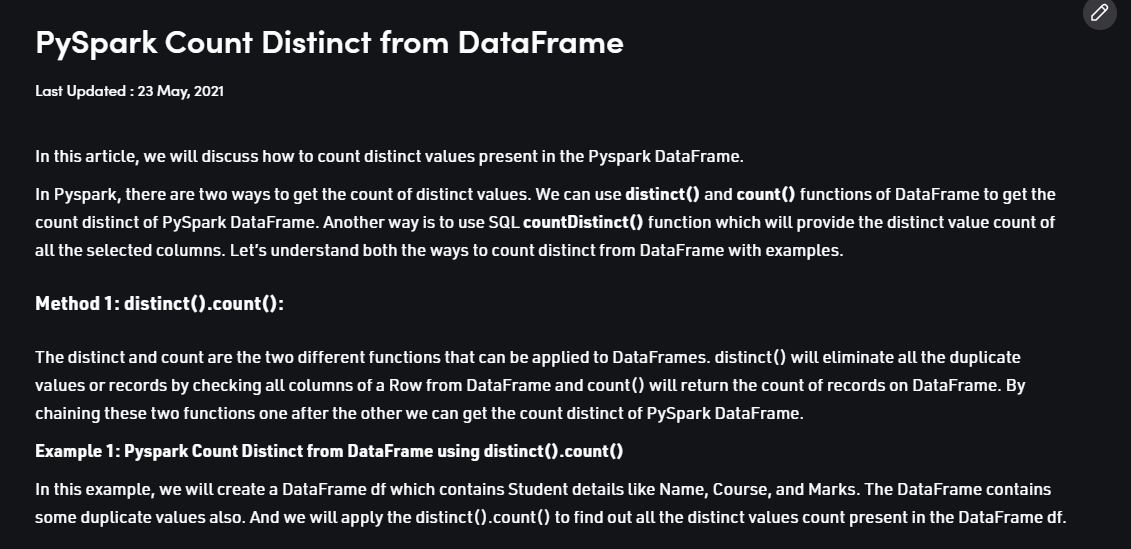 PySpark Count Distinct from DataFrame
Last Updated : 23 May, 2021
In this article, we will discuss how to count distinct values present in the Pyspark DataFrame.
In Pyspark, there are two ways to get the count of distinct values. We can use distinct() and count() functions of DataFrame to get the
count distinct of PySpark DataFrame. Another way is to use SQL countDistinct() function which will provide the distinct value count of
all the selected columns. Let’s understand both the ways to count distinct from DataFrame with examples.
Method 1: distinct().count():
The distinct and count are the two different functions that can be applied to DataFrames. distinct() will eliminate all the duplicate
values or records by checking all columns of a Row from DataFrame and count() will return the count of records on DataFrame. By
chaining these two functions one after the other we can get the count distinct of PySpark DataFrame.
Example 1: Pyspark Count Distinct from DataFrame using distinct().count()
In this example, we will create a DataFrame df which contains Student details like Name, Course, and Marks. The DataFrame contains
some duplicate values also. And we will apply the distinct().count() to find out all the distinct values count present in the DataFrame df.